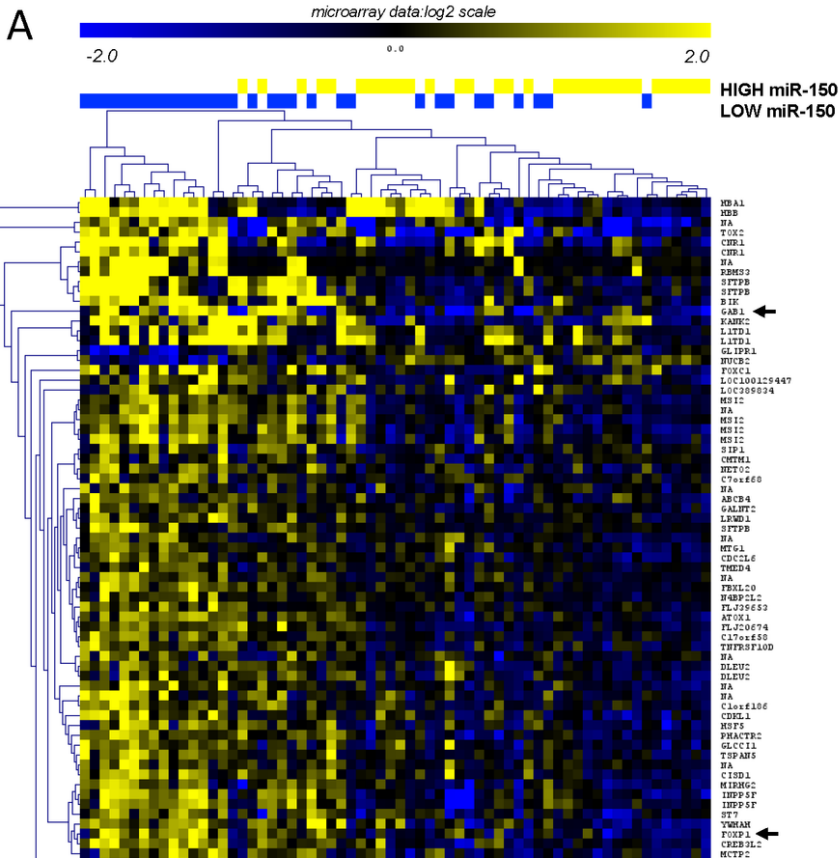 A
microarray data:log2 scale
-2.0
0.0
2.0
HIGH miR-150
LOW miR-150
HBA1
HBB
NA
TOX2
CNR1
CNR1
NA
RBMS3
SFTPB
SFTPB
BIK
GAB1
KANK2
L1TD1
L1TD1
GLIPR1
NUCB2
FOXC1
LOC100129447
LOC389834
MSI2
NA
MSI2
MSI2
MSI2
SIP1
CMTM1
NETO2
C7orf68
NA
ABCB4
GALNT2
LRWD1
SFTPB
NA
MTG1
CDC2L6
TMED4
NA
FBXL20
N4BP2L2
FLJ39653
ATOX1
FLJ20674
C17orf58
TNFRSF10D
NA
DLEU2
DLEU2
NA
NA
C1orf186
CDKL1
HSF5
PHACTR2
GLCCI1
TSPAN5
NA
CISD1
MIRHG2
INPP5F
INPP5F
ST7
YWHAH
FOXP1
CREB3L2
MCTP2